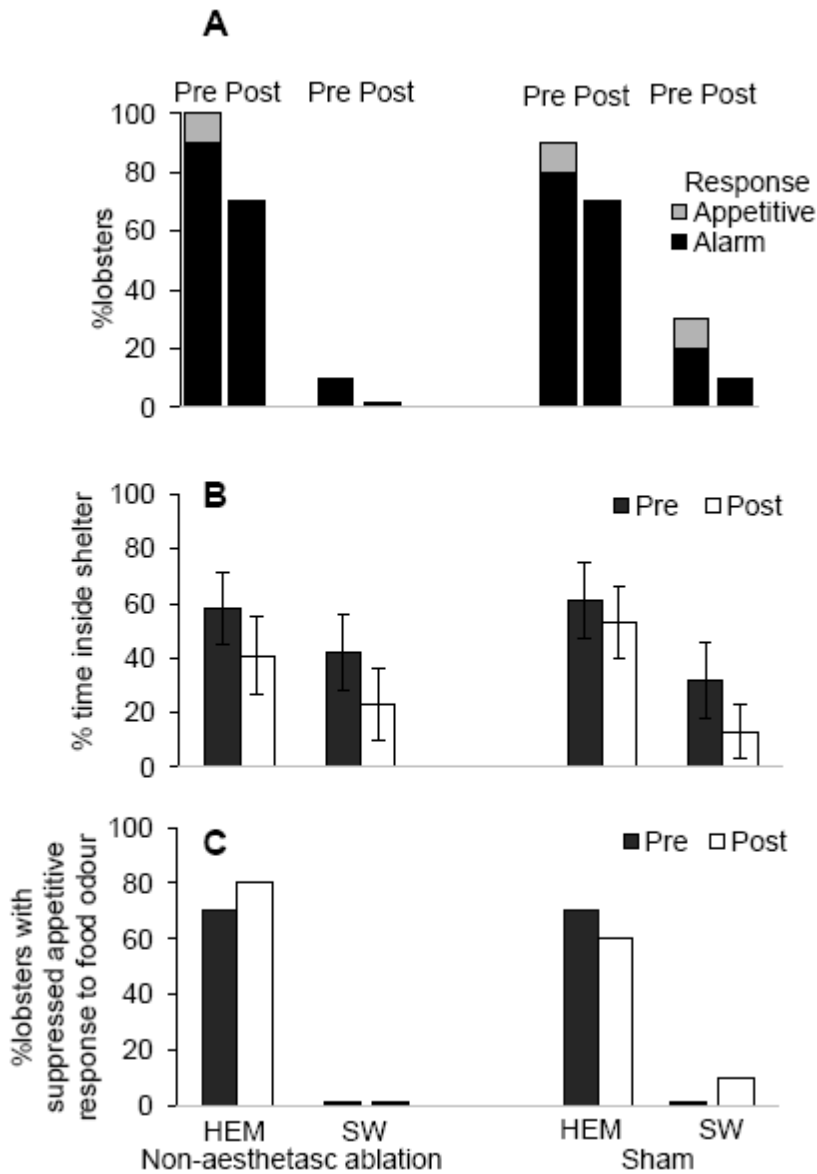 A
Pre Post Pre Post Pre Post Pre Post
100
80
60
40
20
0
%lobsters
Response
Appetitive
Alarm
B
100
80
60
40
20
0
% time inside shelter
Pre Post
C
100
80
60
40
20
0
%lobsters with
suppressed appetitive
response to food odour
Pre Post
HEM SW HEM SW
Non-aesthetasc ablation Sham